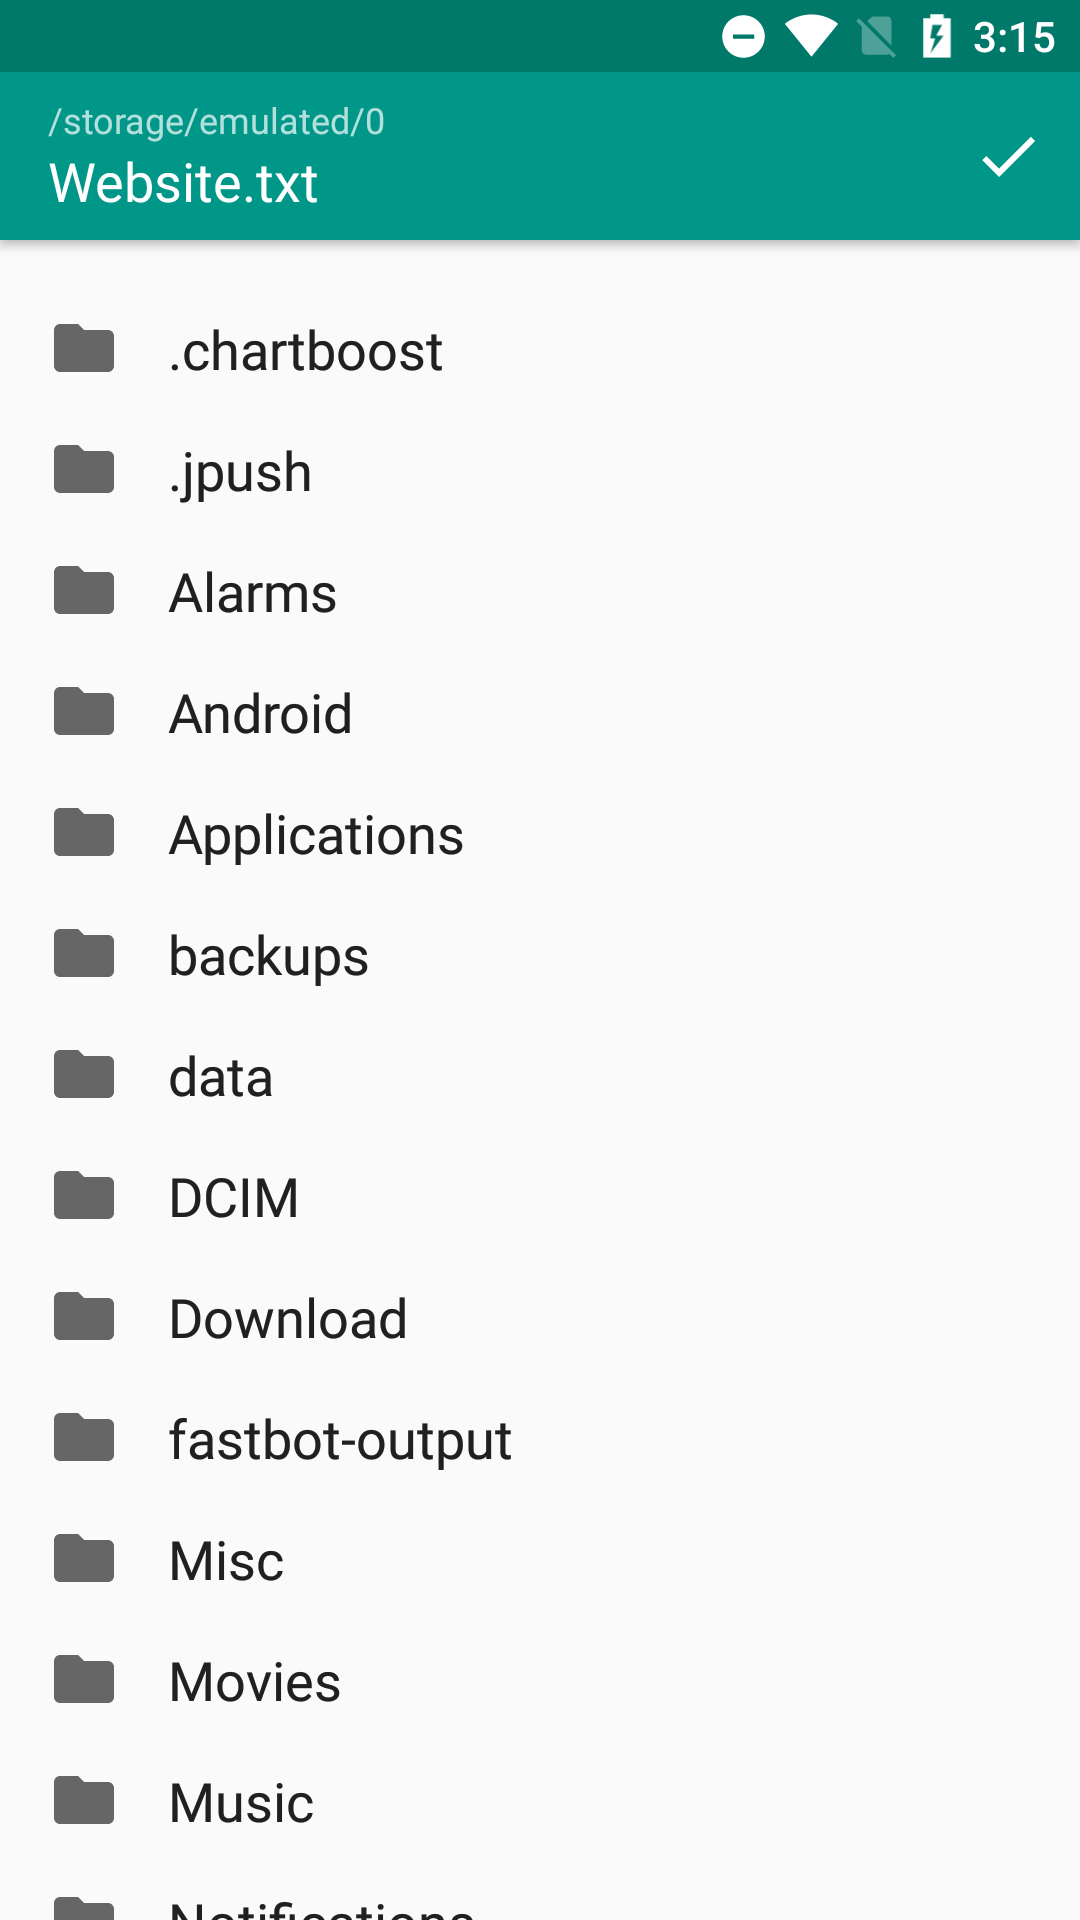 3:15
/storage/emulated/0
Website.txt
.chartboost
.jpush
Alarms
Android
Applications
backups
data
DCIM
Download
fastbot-output
Misc
Movies
Music
Notifications